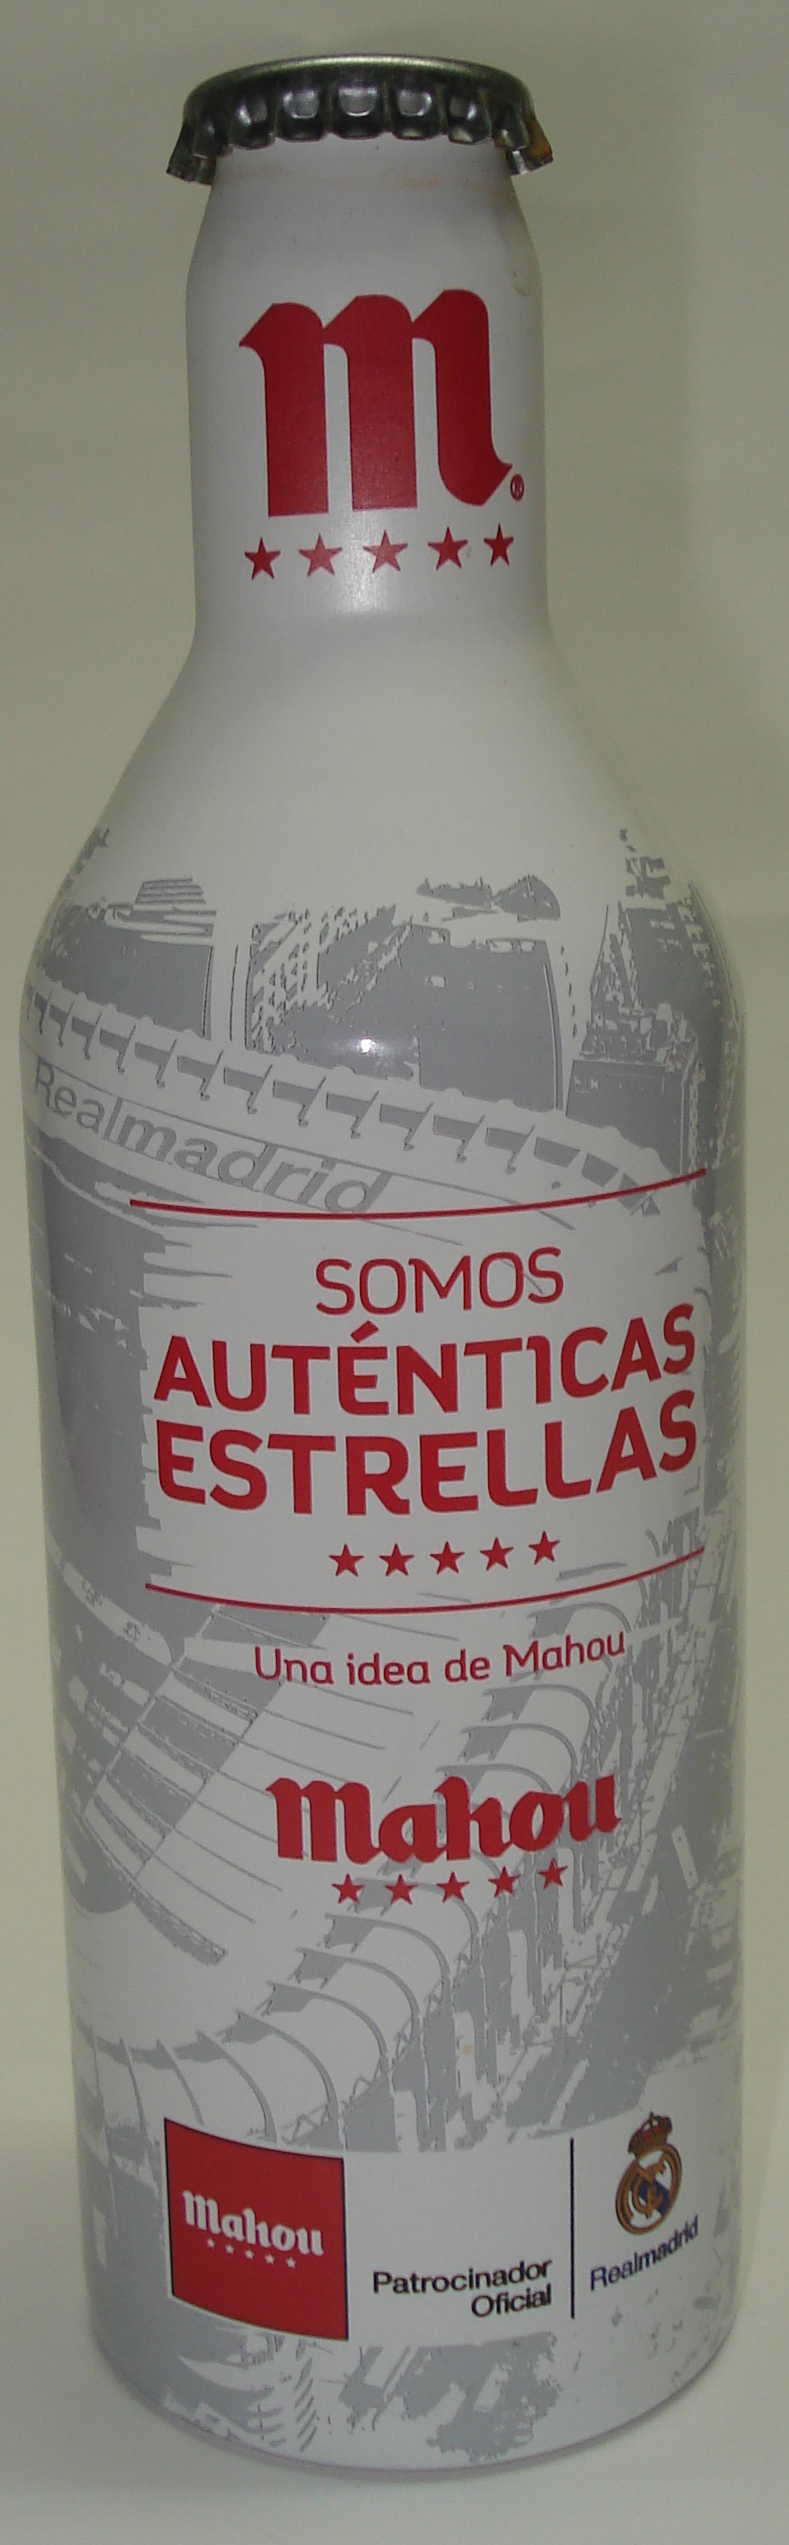 m®
Realmadrid
SOMOS
AUTÉNTICAS
ESTRELLAS
Una idea de Mahou
Mahou
Mahou
Patrocinador
Oficial
Realmadrid